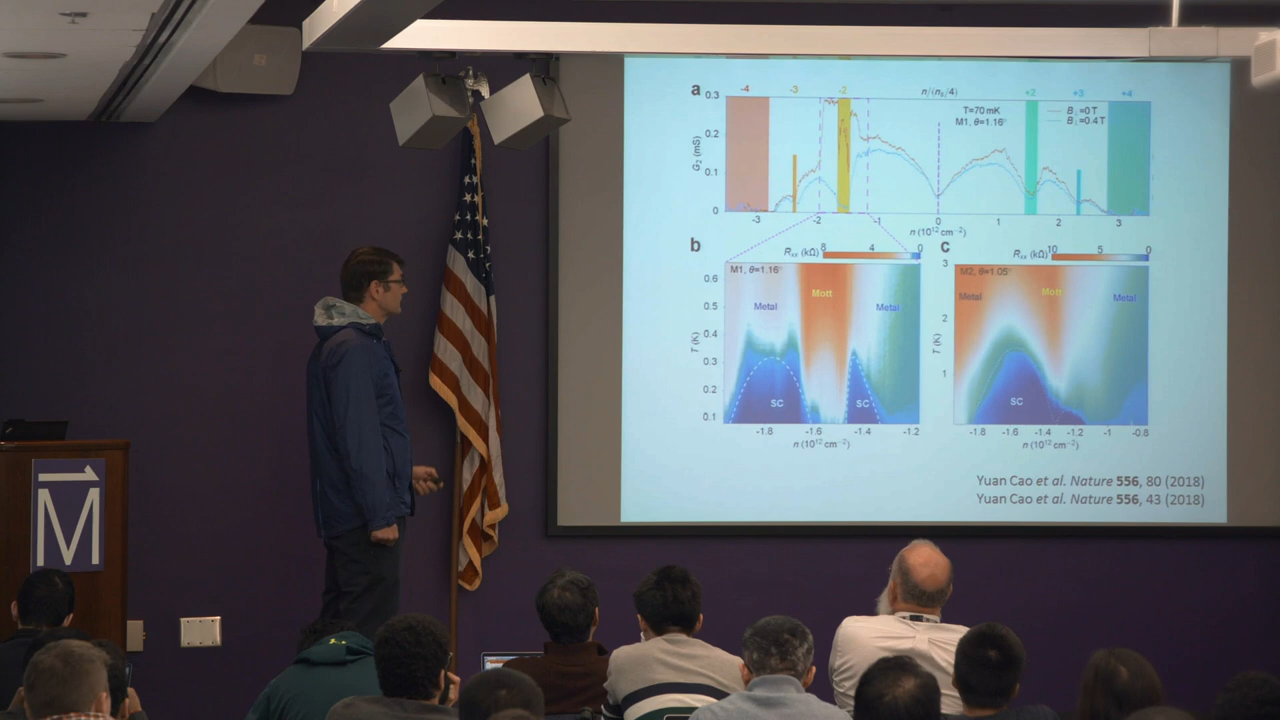 a
-4 -3 -2 n/(nₛ/4) +2 +3 +4
0.3
0.2
0.1
0
G₂ (mS)
T=70 mK
M1, θ=1.16°
B⊥=0 T
B⊥=0.4 T
-3 -2 -1 0 1 2 3
n (10¹² cm⁻²)
b
Rₓₓ (kΩ) 8 4 0
M1, θ=1.16°
Mott
Metal
Metal
SC
SC
0.6
0.5
0.4
0.3
0.2
0.1
T (K)
-1.8 -1.6 -1.4 -1.2
n (10¹² cm⁻²)
c
Rₓₓ (kΩ) 10 5 0
M2, θ=1.05°
Metal
Mott
Metal
SC
3
2
1
T (K)
-1.8 -1.6 -1.4 -1.2 -1 -0.8
n (10¹² cm⁻²)
Yuan Cao et al. Nature 556, 80 (2018)
Yuan Cao et al. Nature 556, 43 (2018)
M